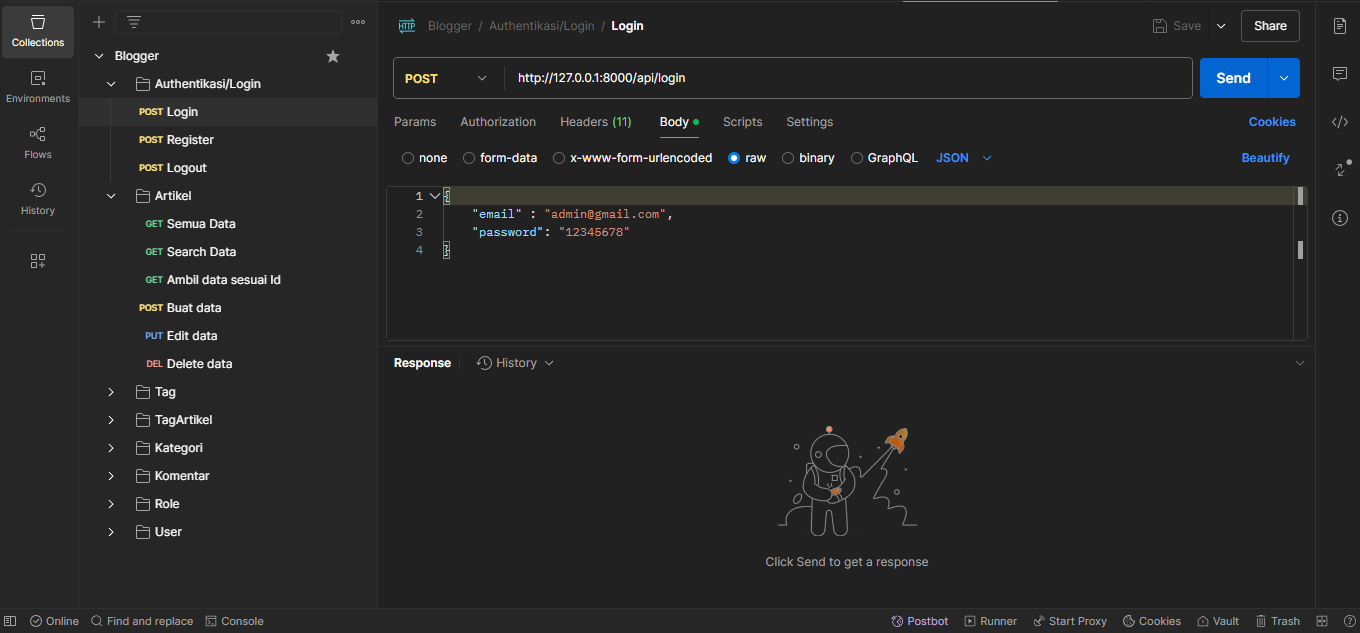 Collections
Environments
Flows
History
Blogger
Authentikasi/Login
POST Login
POST Register
POST Logout
Artikel
GET Semua Data
GET Search Data
GET Ambil data sesuai Id
POST Buat data
PUT Edit data
DEL Delete data
Tag
TagArtikel
Kategori
Komentar
Role
User
HTTP Blogger / Authentikasi/Login / Login
Save
Share
POST http://127.0.0.1:8000/api/login
Send
Params Authorization Headers (11) Body Scripts Settings Cookies
none form-data x-www-form-urlencoded raw binary GraphQL JSON Beautify
1 {
2 "email" : "admin@gmail.com",
3 "password": "12345678"
4 }
Response History
Click Send to get a response
Online Find and replace Console Postbot Runner Start Proxy Cookies Vault Trash